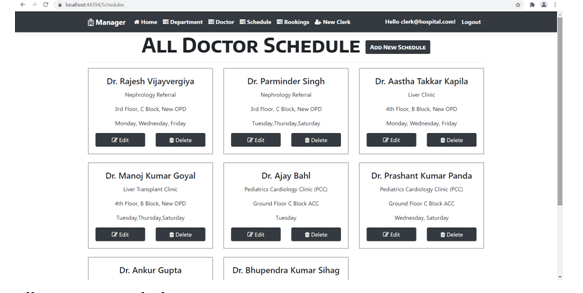 localhost:44394/Schedules
Manager Home Department Doctor Schedule Bookings New Clerk Hello clerk@hospital.com! Logout
ALL DOCTOR SCHEDULE ADD NEW SCHEDULE
Dr. Rajesh Vijayvergiya
Nephrology Referral
3rd Floor, C Block, New OPD
Monday, Wednesday, Friday
Edit Delete
Dr. Parminder Singh
Nephrology Referral
3rd Floor, C Block, New OPD
Tuesday,Thursday,Saturday
Edit Delete
Dr. Aastha Takkar Kapila
Liver Clinic
4th Floor, B Block, New OPD
Monday, Wednesday, Friday
Edit Delete
Dr. Manoj Kumar Goyal
Liver Transplant Clinic
4th Floor, B Block, New OPD
Tuesday,Thursday,Saturday
Edit Delete
Dr. Ajay Bahl
Pediatrics Cardiology Clinic (PCC)
Ground Floor C Block ACC
Tuesday
Edit Delete
Dr. Prashant Kumar Panda
Pediatrics Cardiology Clinic (PCC)
Ground Floor C Block ACC
Wednesday, Saturday
Edit Delete
Dr. Ankur Gupta
Dr. Bhupendra Kumar Sihag